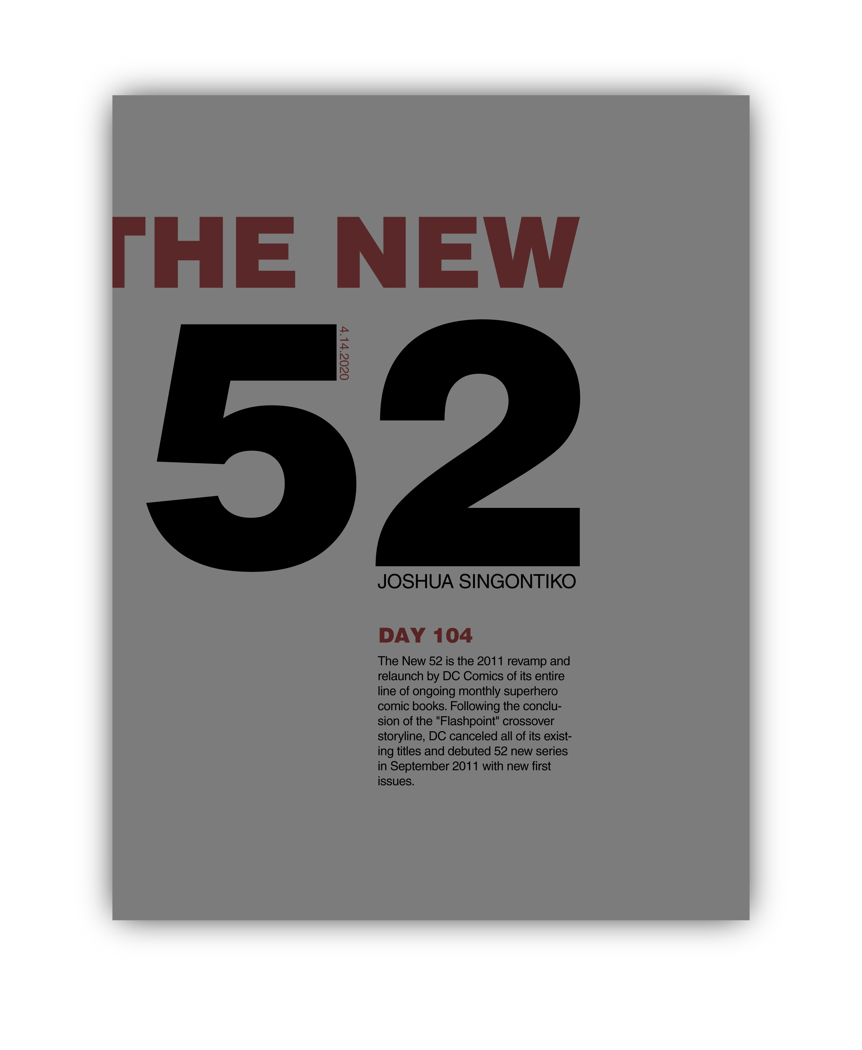 THE NEW
52
4.14.2020
JOSHUA SINGONTIKO
DAY 104
The New 52 is the 2011 revamp and
relaunch by DC Comics of its entire
line of ongoing monthly superhero
comic books. Following the conclu-
sion of the "Flashpoint" crossover
storyline, DC canceled all of its exist-
ing titles and debuted 52 new series
in September 2011 with new first
issues.